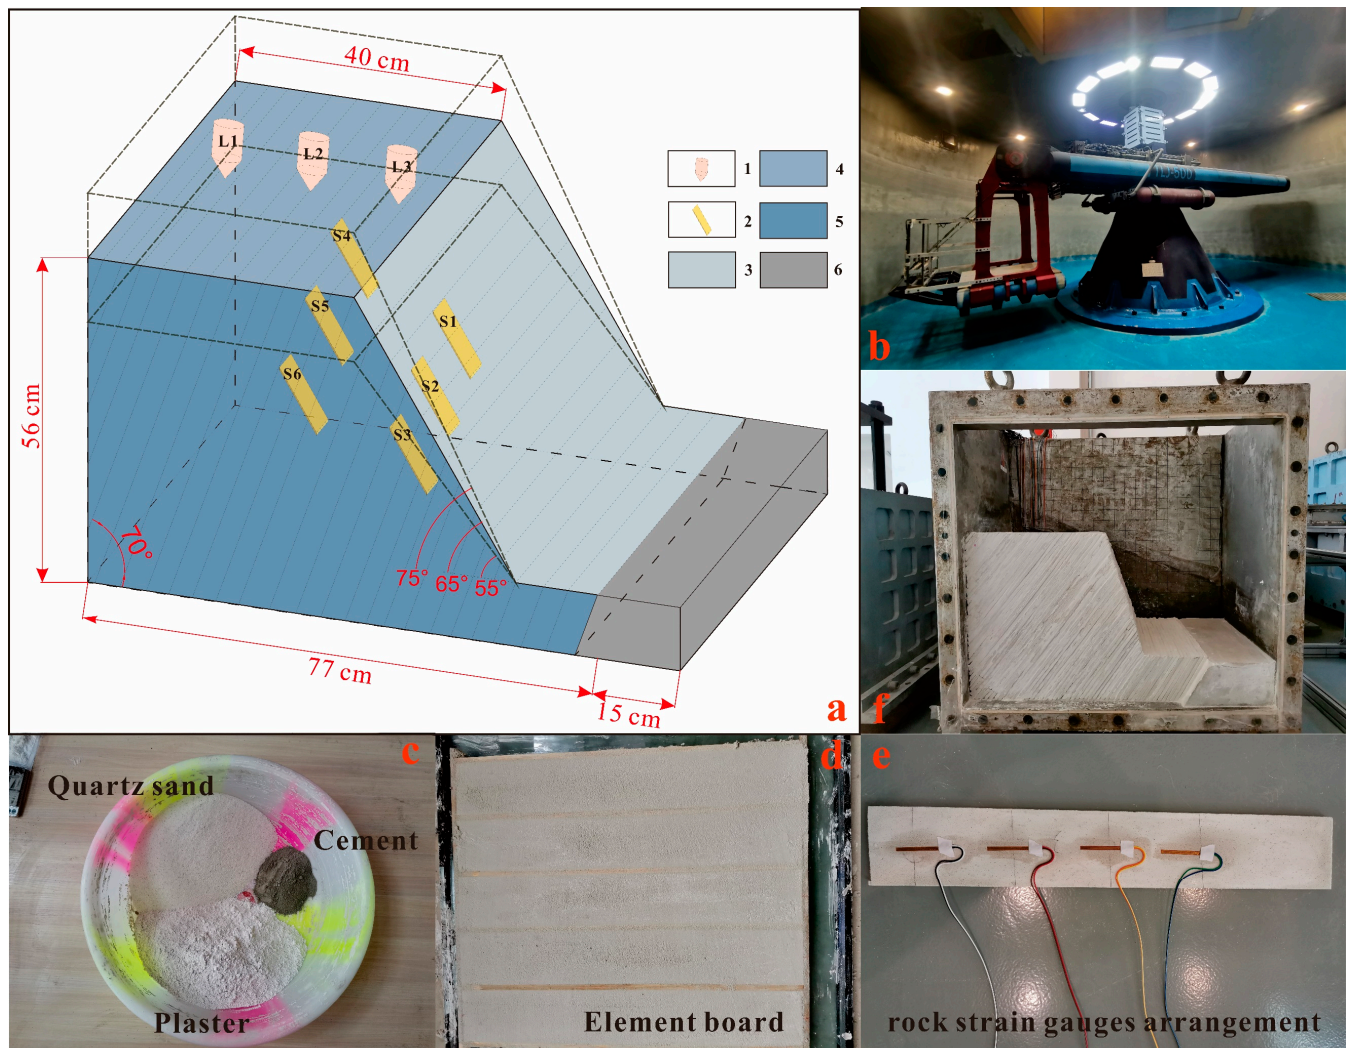 40 cm
L1
L2
L3
1
4
S4
2
5
S5
S1
3
6
S6
S2
S3
56 cm
70°
75°
65°
55°
77 cm
15 cm
a
b
f
c
d
e
Quartz sand
Cement
Plaster
Element board
rock strain gauges arrangement